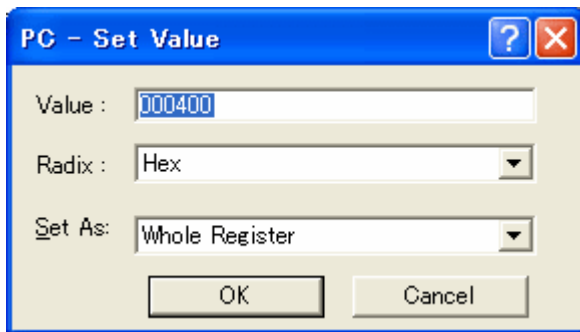 PC - Set Value
Value : 000400
Radix : Hex
Set As: Whole Register
OK Cancel